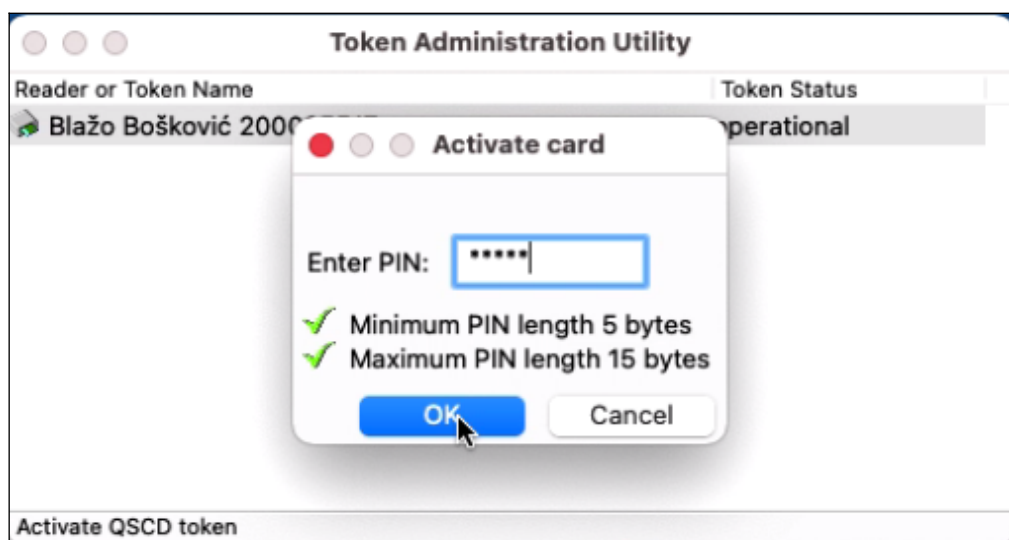 Token Administration Utility
Reader or Token Name Token Status
Blažo Bošković operational
Activate card
Enter PIN: •••••
Minimum PIN length 5 bytes
Maximum PIN length 15 bytes
OK Cancel
Activate QSCD token